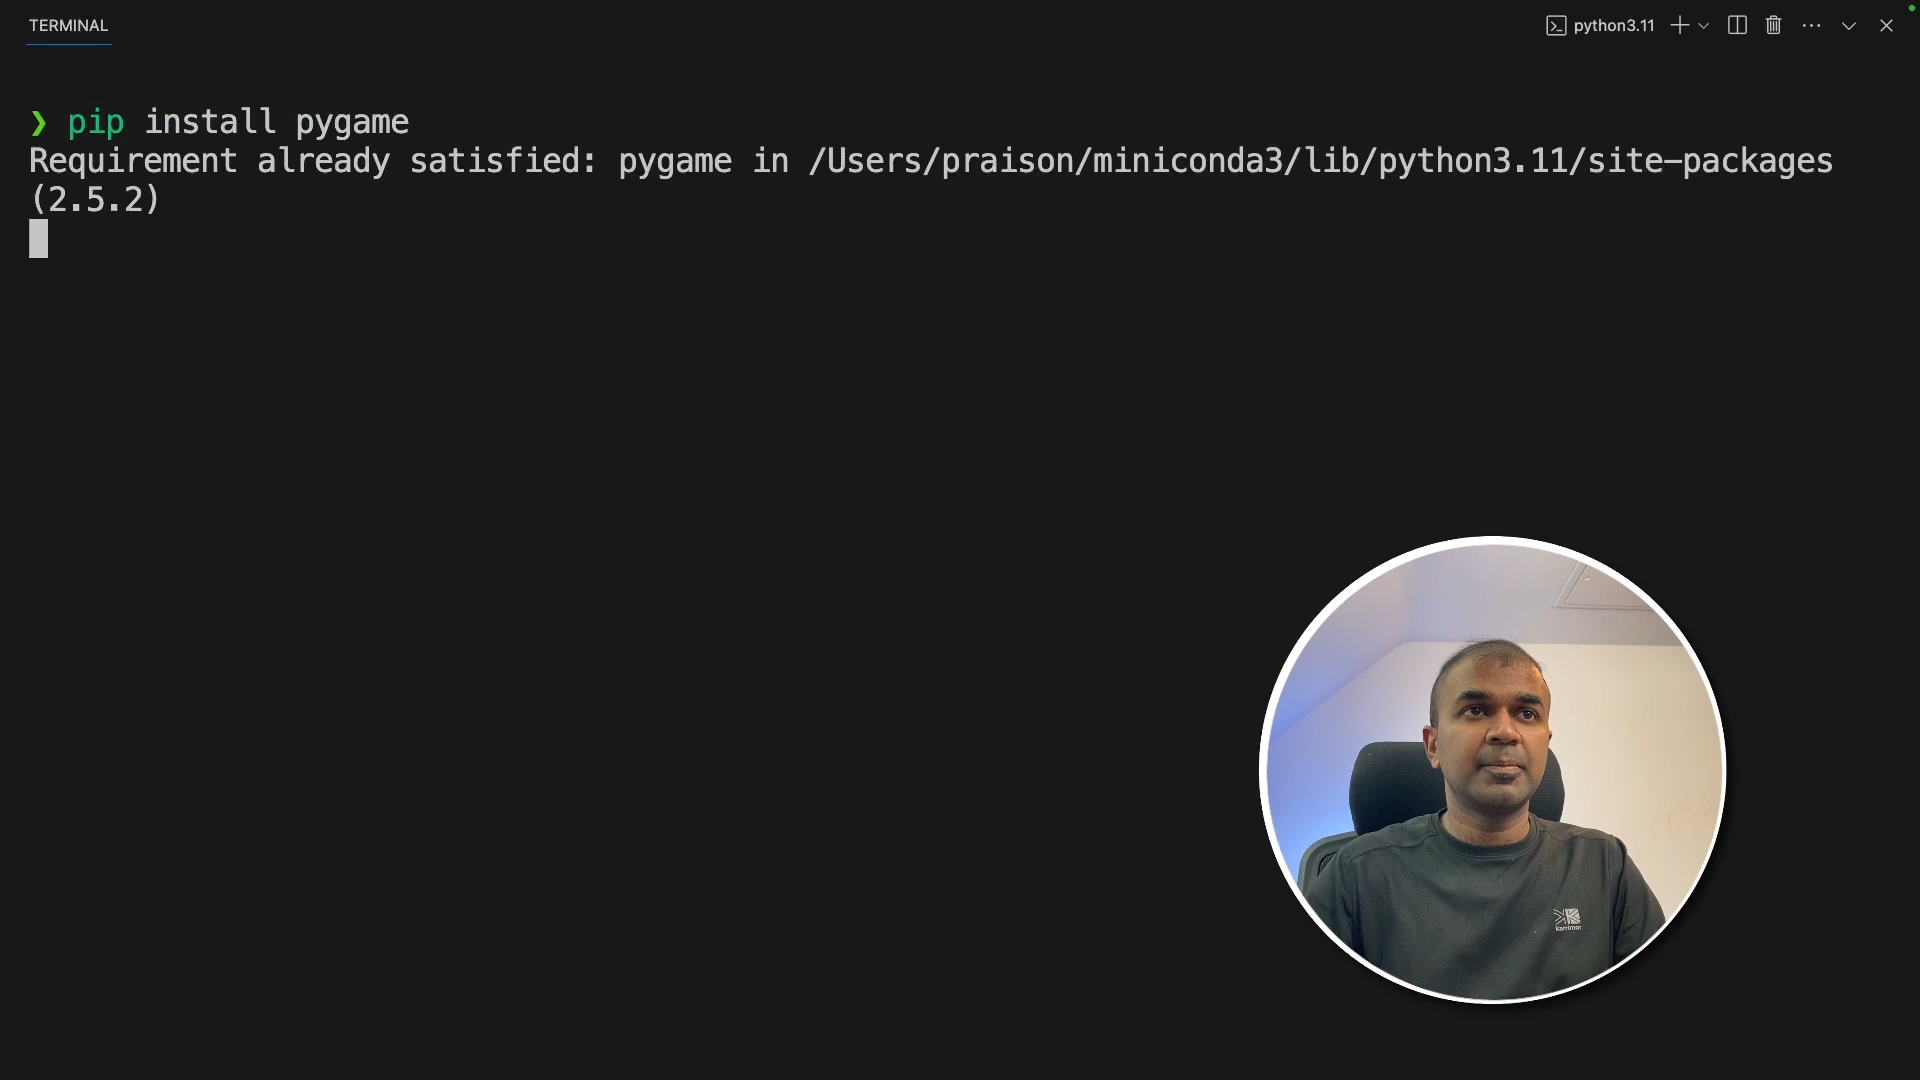 TERMINAL
python3.11
❯ pip install pygame
Requirement already satisfied: pygame in /Users/praison/miniconda3/lib/python3.11/site-packages
(2.5.2)
karrimor